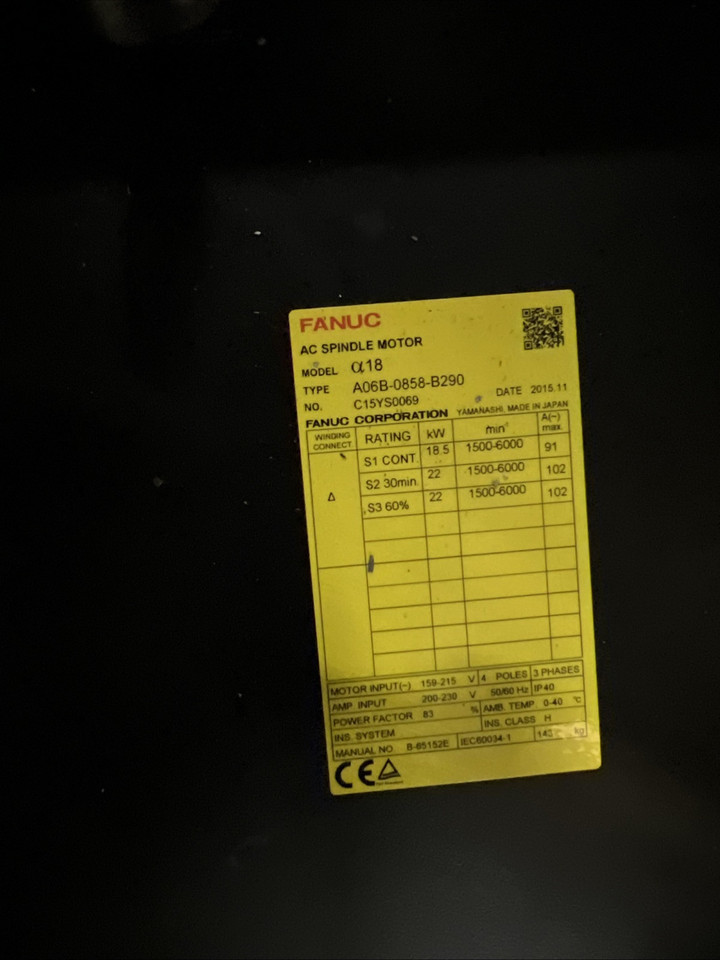 FANUC
AC SPINDLE MOTOR
MODEL α18
TYPE A06B-0858-B290
NO. C15YS0069 DATE 2015.11
FANUC CORPORATION YAMANASHI, MADE IN JAPAN
WINDING CONNECT RATING kW min⁻¹ A(~) max.
Δ S1 CONT. 18.5 1500-6000 91
S2 30min. 22 1500-6000 102
S3 60% 22 1500-6000 102
MOTOR INPUT(~) 159-215 V 4 POLES 3 PHASES
AMP INPUT 200-230 V 50/60 Hz IP40
POWER FACTOR 83 % AMB. TEMP. 0-40 ℃
INS. SYSTEM INS. CLASS H
MANUAL NO. B-65152E IEC60034-1 kg
CE